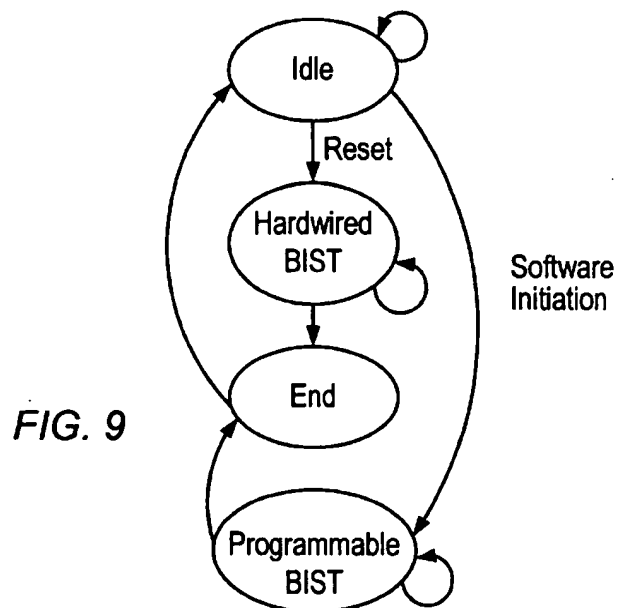 Idle
Reset
Hardwired
BIST
Software
Initiation
End
FIG. 9
Programmable
BIST